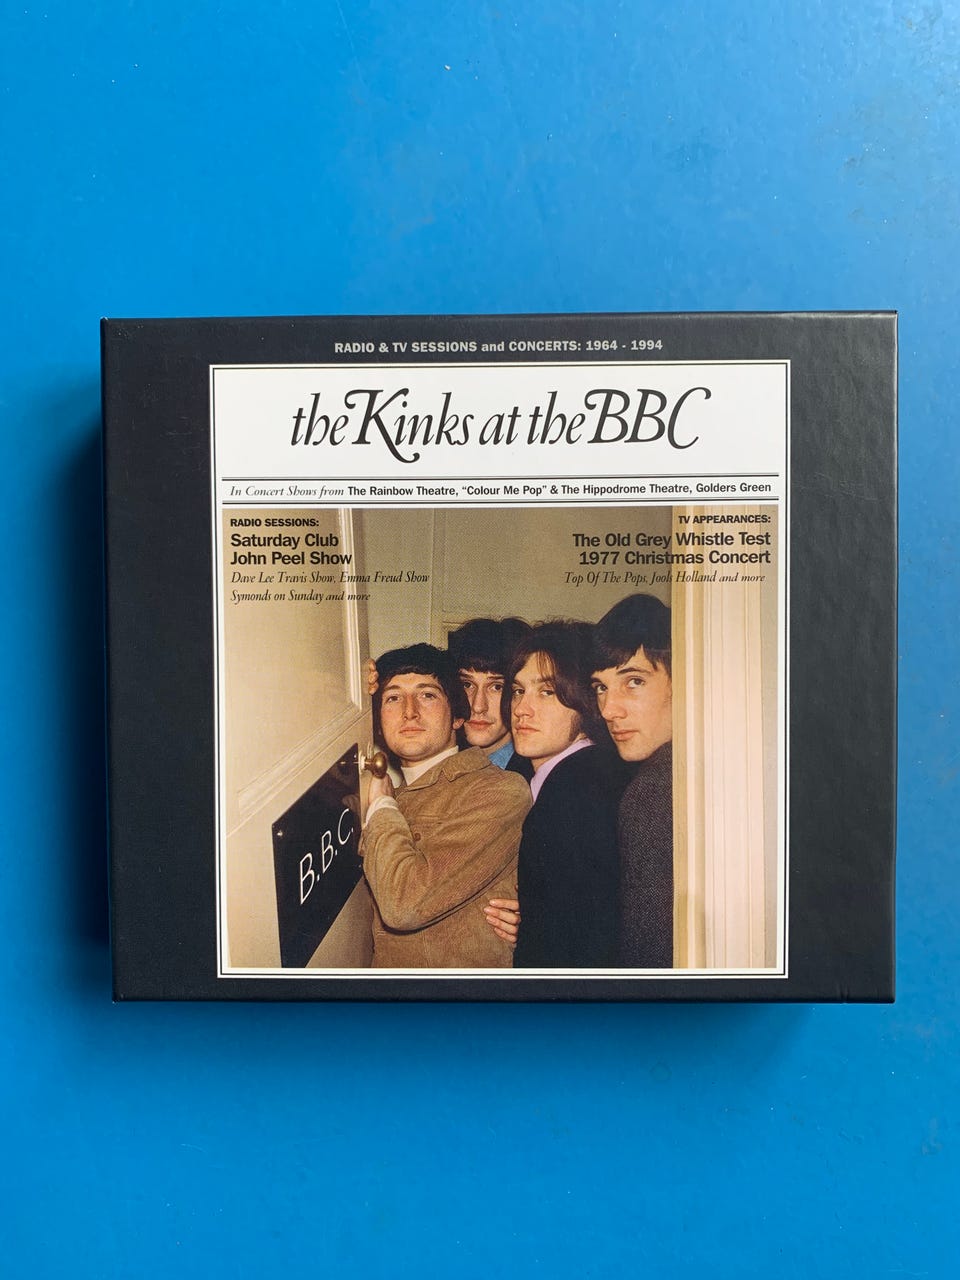 RADIO & TV SESSIONS and CONCERTS: 1964 - 1994
the Kinks at the BBC
In Concert Shows from The Rainbow Theatre, “Colour Me Pop” & The Hippodrome Theatre, Golders Green
RADIO SESSIONS:
Saturday Club
John Peel Show
Dave Lee Travis Show, Emma Freud Show
Symonds on Sunday and more
TV APPEARANCES:
The Old Grey Whistle Test
1977 Christmas Concert
Top Of The Pops, Jools Holland and more
B.B.C.